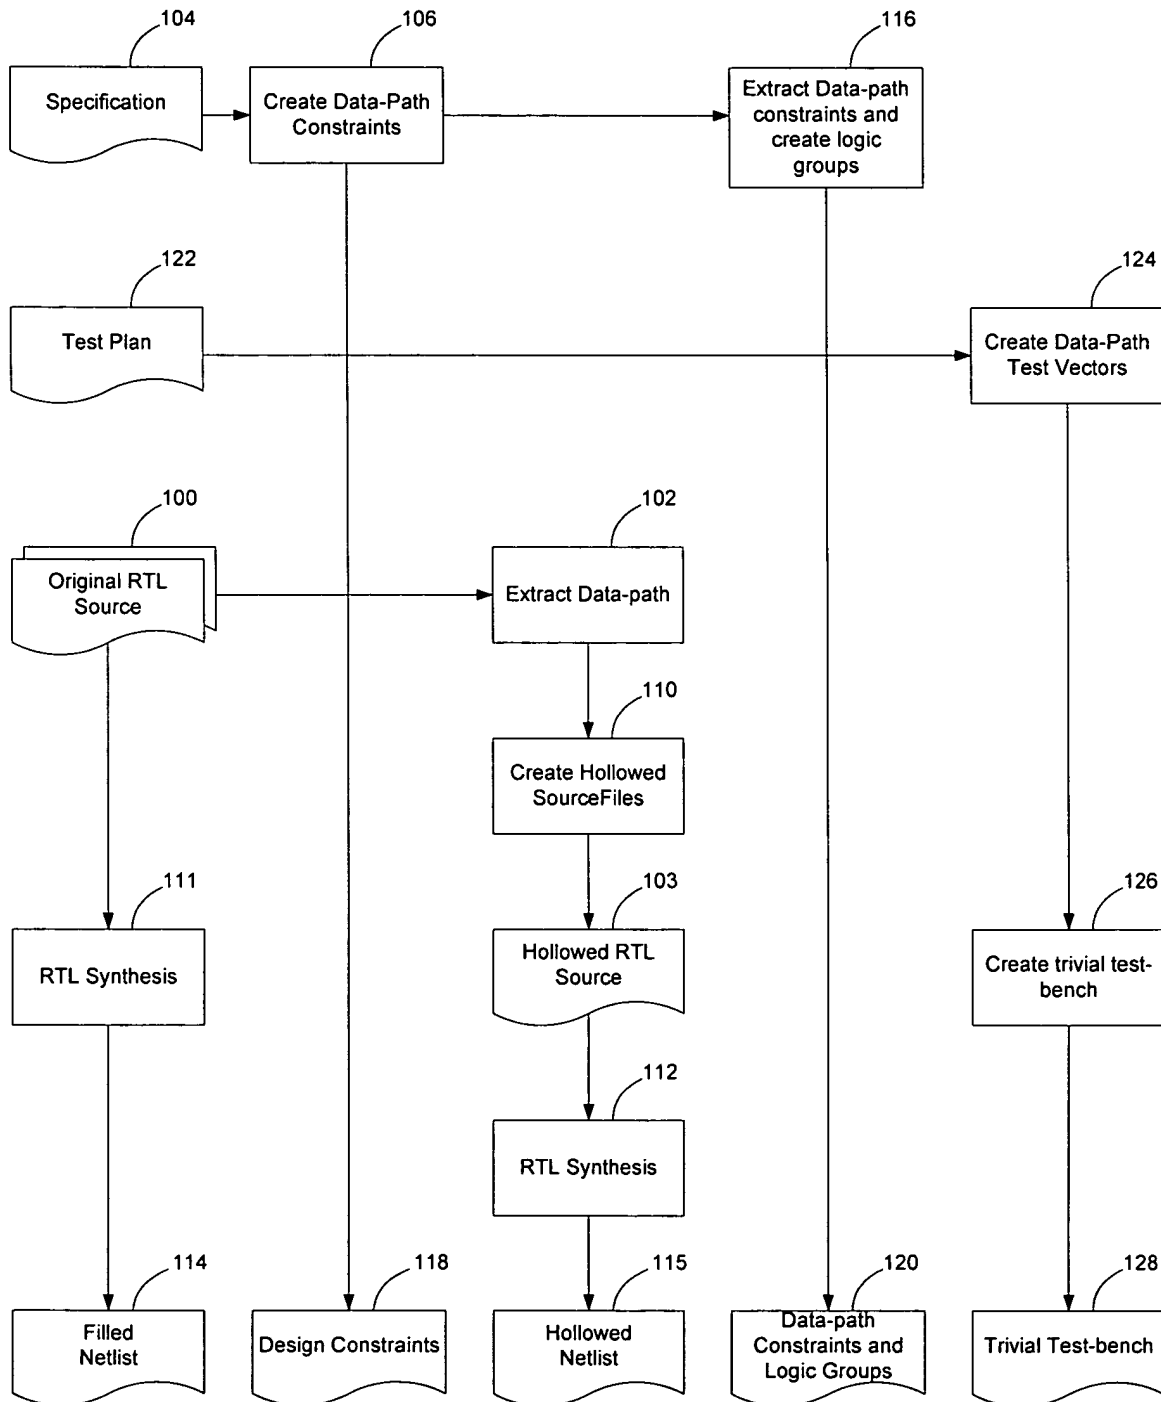 104
106
116
Specification
Create Data-Path
Constraints
Extract Data-path
constraints and
create logic
groups
122
124
Test Plan
Create Data-Path
Test Vectors
100
102
Original RTL
Source
Extract Data-path
110
Create Hollowed
SourceFiles
111
103
126
RTL Synthesis
Hollowed RTL
Source
Create trivial test-
bench
112
RTL Synthesis
114
118
115
120
128
Filled
Netlist
Design Constraints
Hollowed
Netlist
Data-path
Constraints and
Logic Groups
Trivial Test-bench